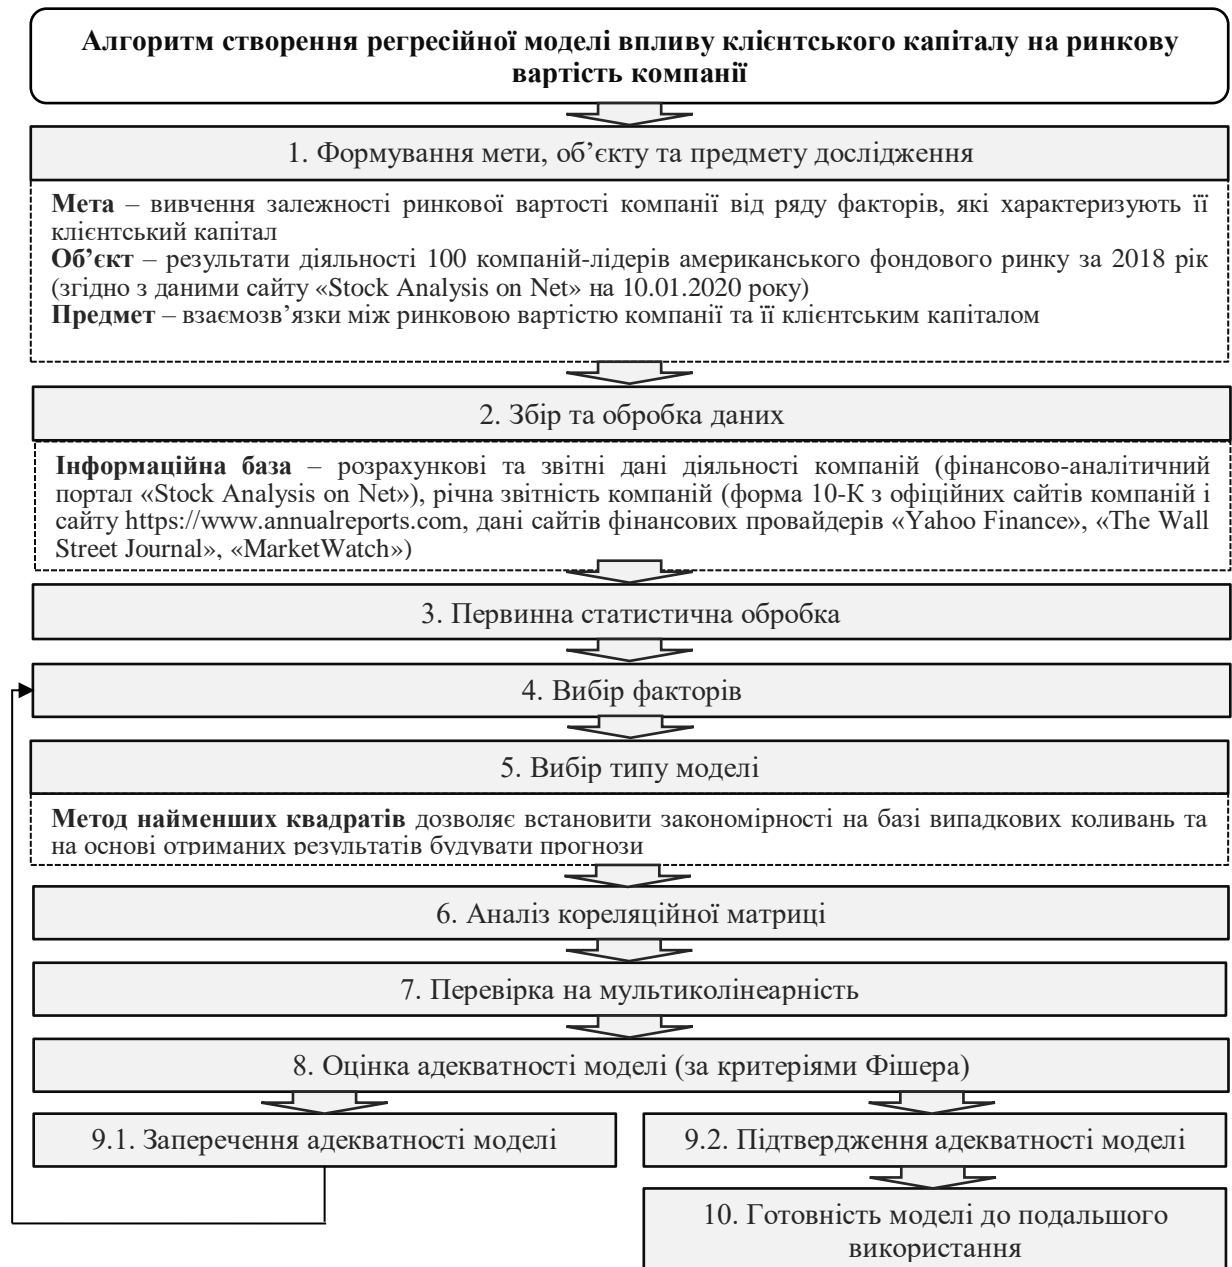 Алгоритм створення регресійної моделі впливу клієнтського капіталу на ринкову
вартість компанії
1. Формування мети, об’єкту та предмету дослідження
Мета – вивчення залежності ринкової вартості компанії від ряду факторів, які характеризують її
клієнтський капітал
Об’єкт – результати діяльності 100 компаній-лідерів американського фондового ринку за 2018 рік
(згідно з даними сайту «Stock Analysis on Net» на 10.01.2020 року)
Предмет – взаємозв’язки між ринковою вартістю компанії та її клієнтським капіталом
2. Збір та обробка даних
Інформаційна база – розрахункові та звітні дані діяльності компаній (фінансово-аналітичний
портал «Stock Analysis on Net»), річна звітність компаній (форма 10-К з офіційних сайтів компаній і
сайту https://www.annualreports.com, дані сайтів фінансових провайдерів «Yahoo Finance», «The Wall
Street Journal», «MarketWatch»)
3. Первинна статистична обробка
4. Вибір факторів
5. Вибір типу моделі
Метод найменших квадратів дозволяє встановити закономірності на базі випадкових коливань та
на основі отриманих результатів будувати прогнози
6. Аналіз кореляційної матриці
7. Перевірка на мультиколінеарність
8. Оцінка адекватності моделі (за критеріями Фішера)
9.1. Заперечення адекватності моделі
9.2. Підтвердження адекватності моделі
10. Готовність моделі до подальшого
використання